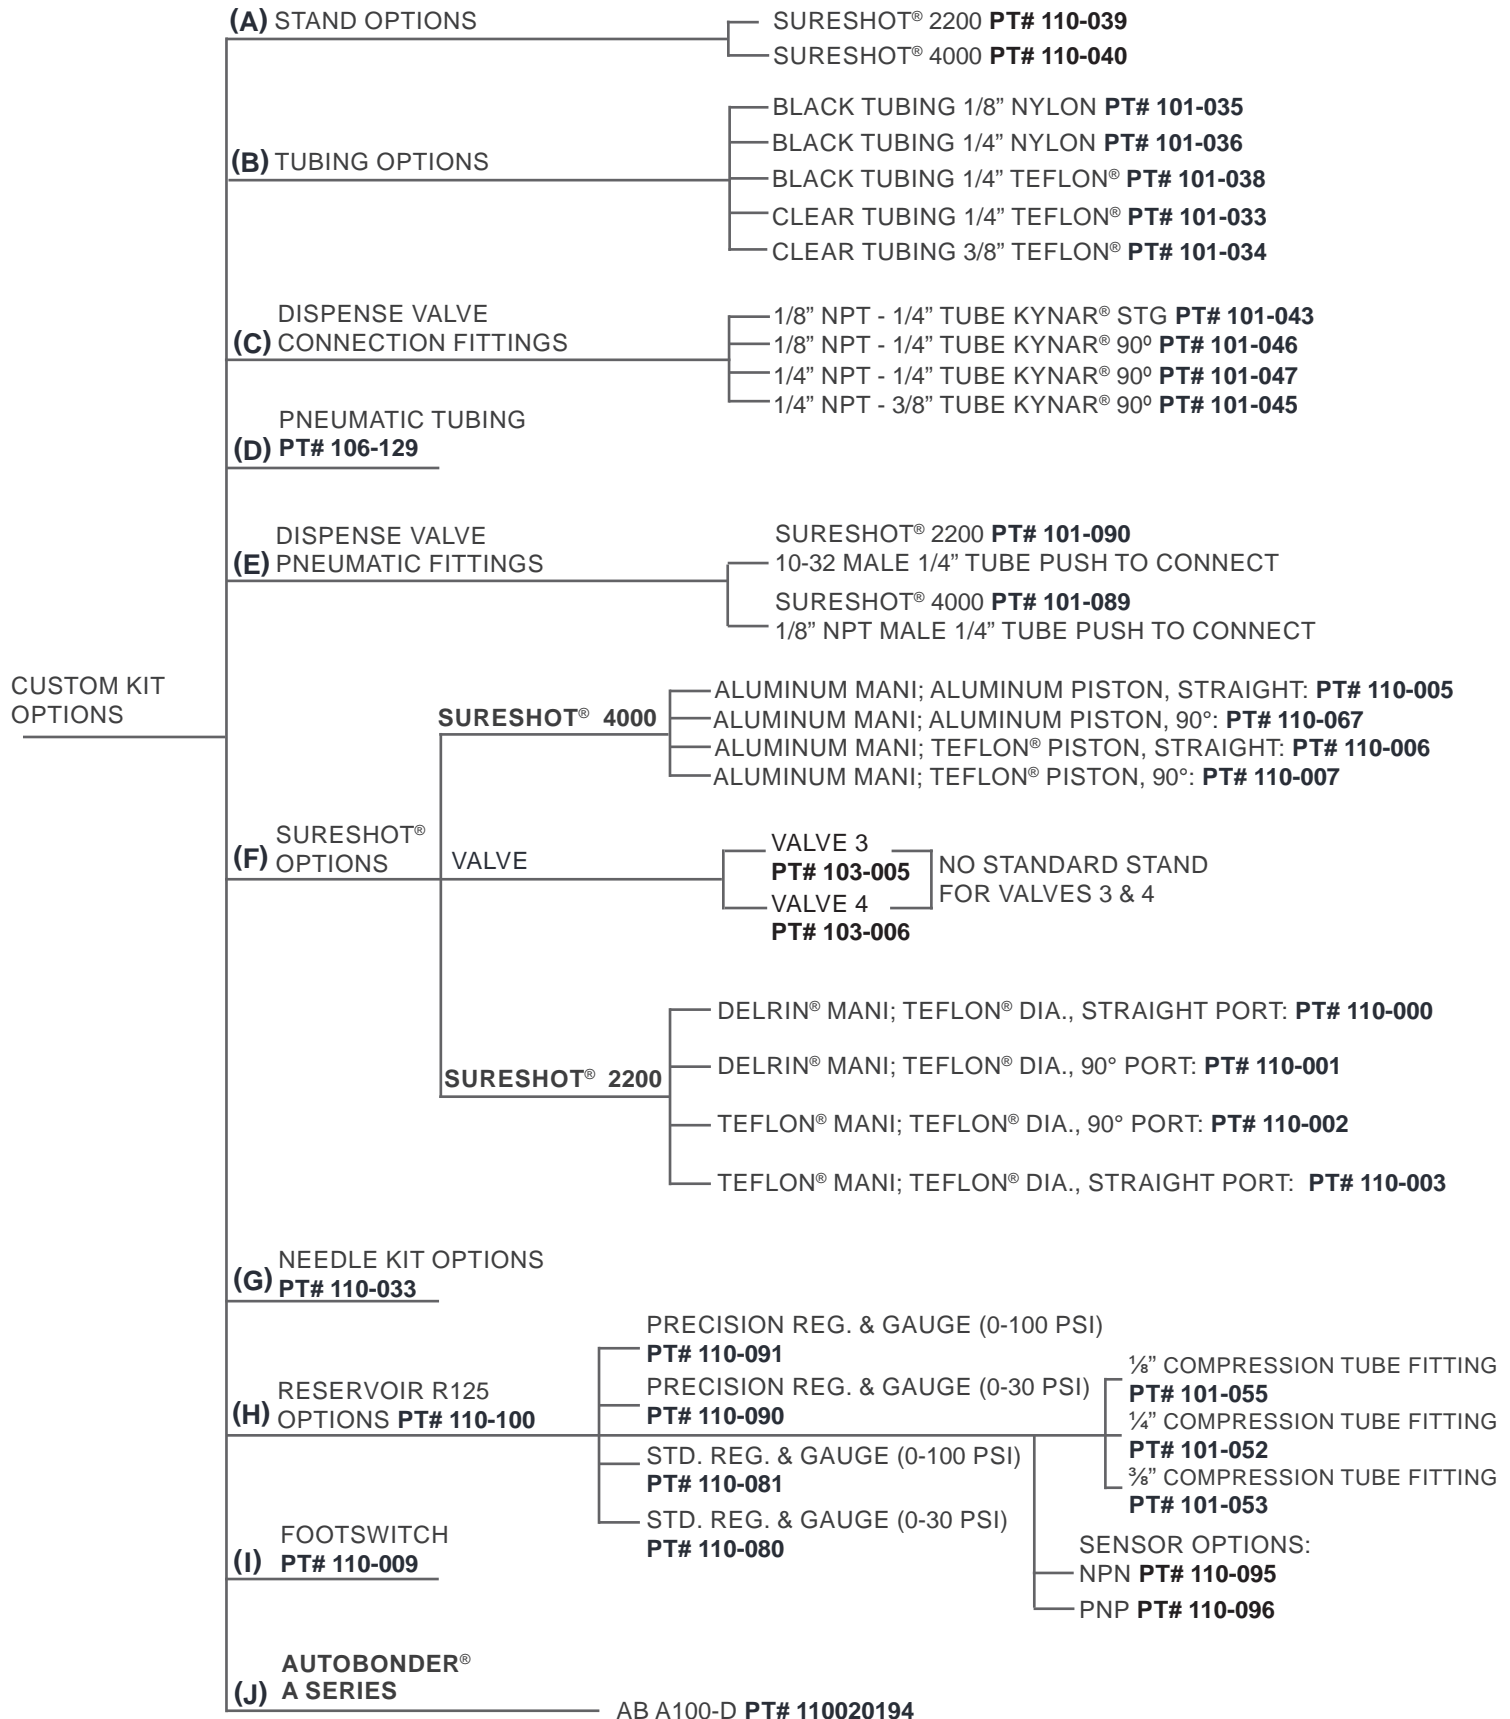 (A) STAND OPTIONS
SURESHOT® 2200 PT# 110-039
SURESHOT® 4000 PT# 110-040
(B) TUBING OPTIONS
BLACK TUBING 1/8” NYLON PT# 101-035
BLACK TUBING 1/4” NYLON PT# 101-036
BLACK TUBING 1/4” TEFLON® PT# 101-038
CLEAR TUBING 1/4” TEFLON® PT# 101-033
CLEAR TUBING 3/8” TEFLON® PT# 101-034
DISPENSE VALVE
(C) CONNECTION FITTINGS
1/8” NPT - 1/4” TUBE KYNAR® STG PT# 101-043
1/8” NPT - 1/4” TUBE KYNAR® 90º PT# 101-046
1/4” NPT - 1/4” TUBE KYNAR® 90º PT# 101-047
1/4” NPT - 3/8” TUBE KYNAR® 90º PT# 101-045
PNEUMATIC TUBING
(D) PT# 106-129
DISPENSE VALVE
(E) PNEUMATIC FITTINGS
SURESHOT® 2200 PT# 101-090
10-32 MALE 1/4” TUBE PUSH TO CONNECT
SURESHOT® 4000 PT# 101-089
1/8” NPT MALE 1/4” TUBE PUSH TO CONNECT
CUSTOM KIT
OPTIONS
SURESHOT®
(F) OPTIONS
SURESHOT® 4000
ALUMINUM MANI; ALUMINUM PISTON, STRAIGHT: PT# 110-005
ALUMINUM MANI; ALUMINUM PISTON, 90°: PT# 110-067
ALUMINUM MANI; TEFLON® PISTON, STRAIGHT: PT# 110-006
ALUMINUM MANI; TEFLON® PISTON, 90°: PT# 110-007
VALVE
VALVE 3
PT# 103-005
VALVE 4
PT# 103-006
NO STANDARD STAND
FOR VALVES 3 & 4
SURESHOT® 2200
DELRIN® MANI; TEFLON® DIA., STRAIGHT PORT: PT# 110-000
DELRIN® MANI; TEFLON® DIA., 90° PORT: PT# 110-001
TEFLON® MANI; TEFLON® DIA., 90° PORT: PT# 110-002
TEFLON® MANI; TEFLON® DIA., STRAIGHT PORT: PT# 110-003
NEEDLE KIT OPTIONS
(G) PT# 110-033
RESERVOIR R125
(H) OPTIONS PT# 110-100
PRECISION REG. & GAUGE (0-100 PSI)
PT# 110-091
PRECISION REG. & GAUGE (0-30 PSI)
PT# 110-090
STD. REG. & GAUGE (0-100 PSI)
PT# 110-081
STD. REG. & GAUGE (0-30 PSI)
PT# 110-080
⅛” COMPRESSION TUBE FITTING
PT# 101-055
¼” COMPRESSION TUBE FITTING
PT# 101-052
⅜” COMPRESSION TUBE FITTING
PT# 101-053
SENSOR OPTIONS:
NPN PT# 110-095
PNP PT# 110-096
FOOTSWITCH
(I) PT# 110-009
AUTOBONDER®
(J) A SERIES
AB A100-D PT# 110020194